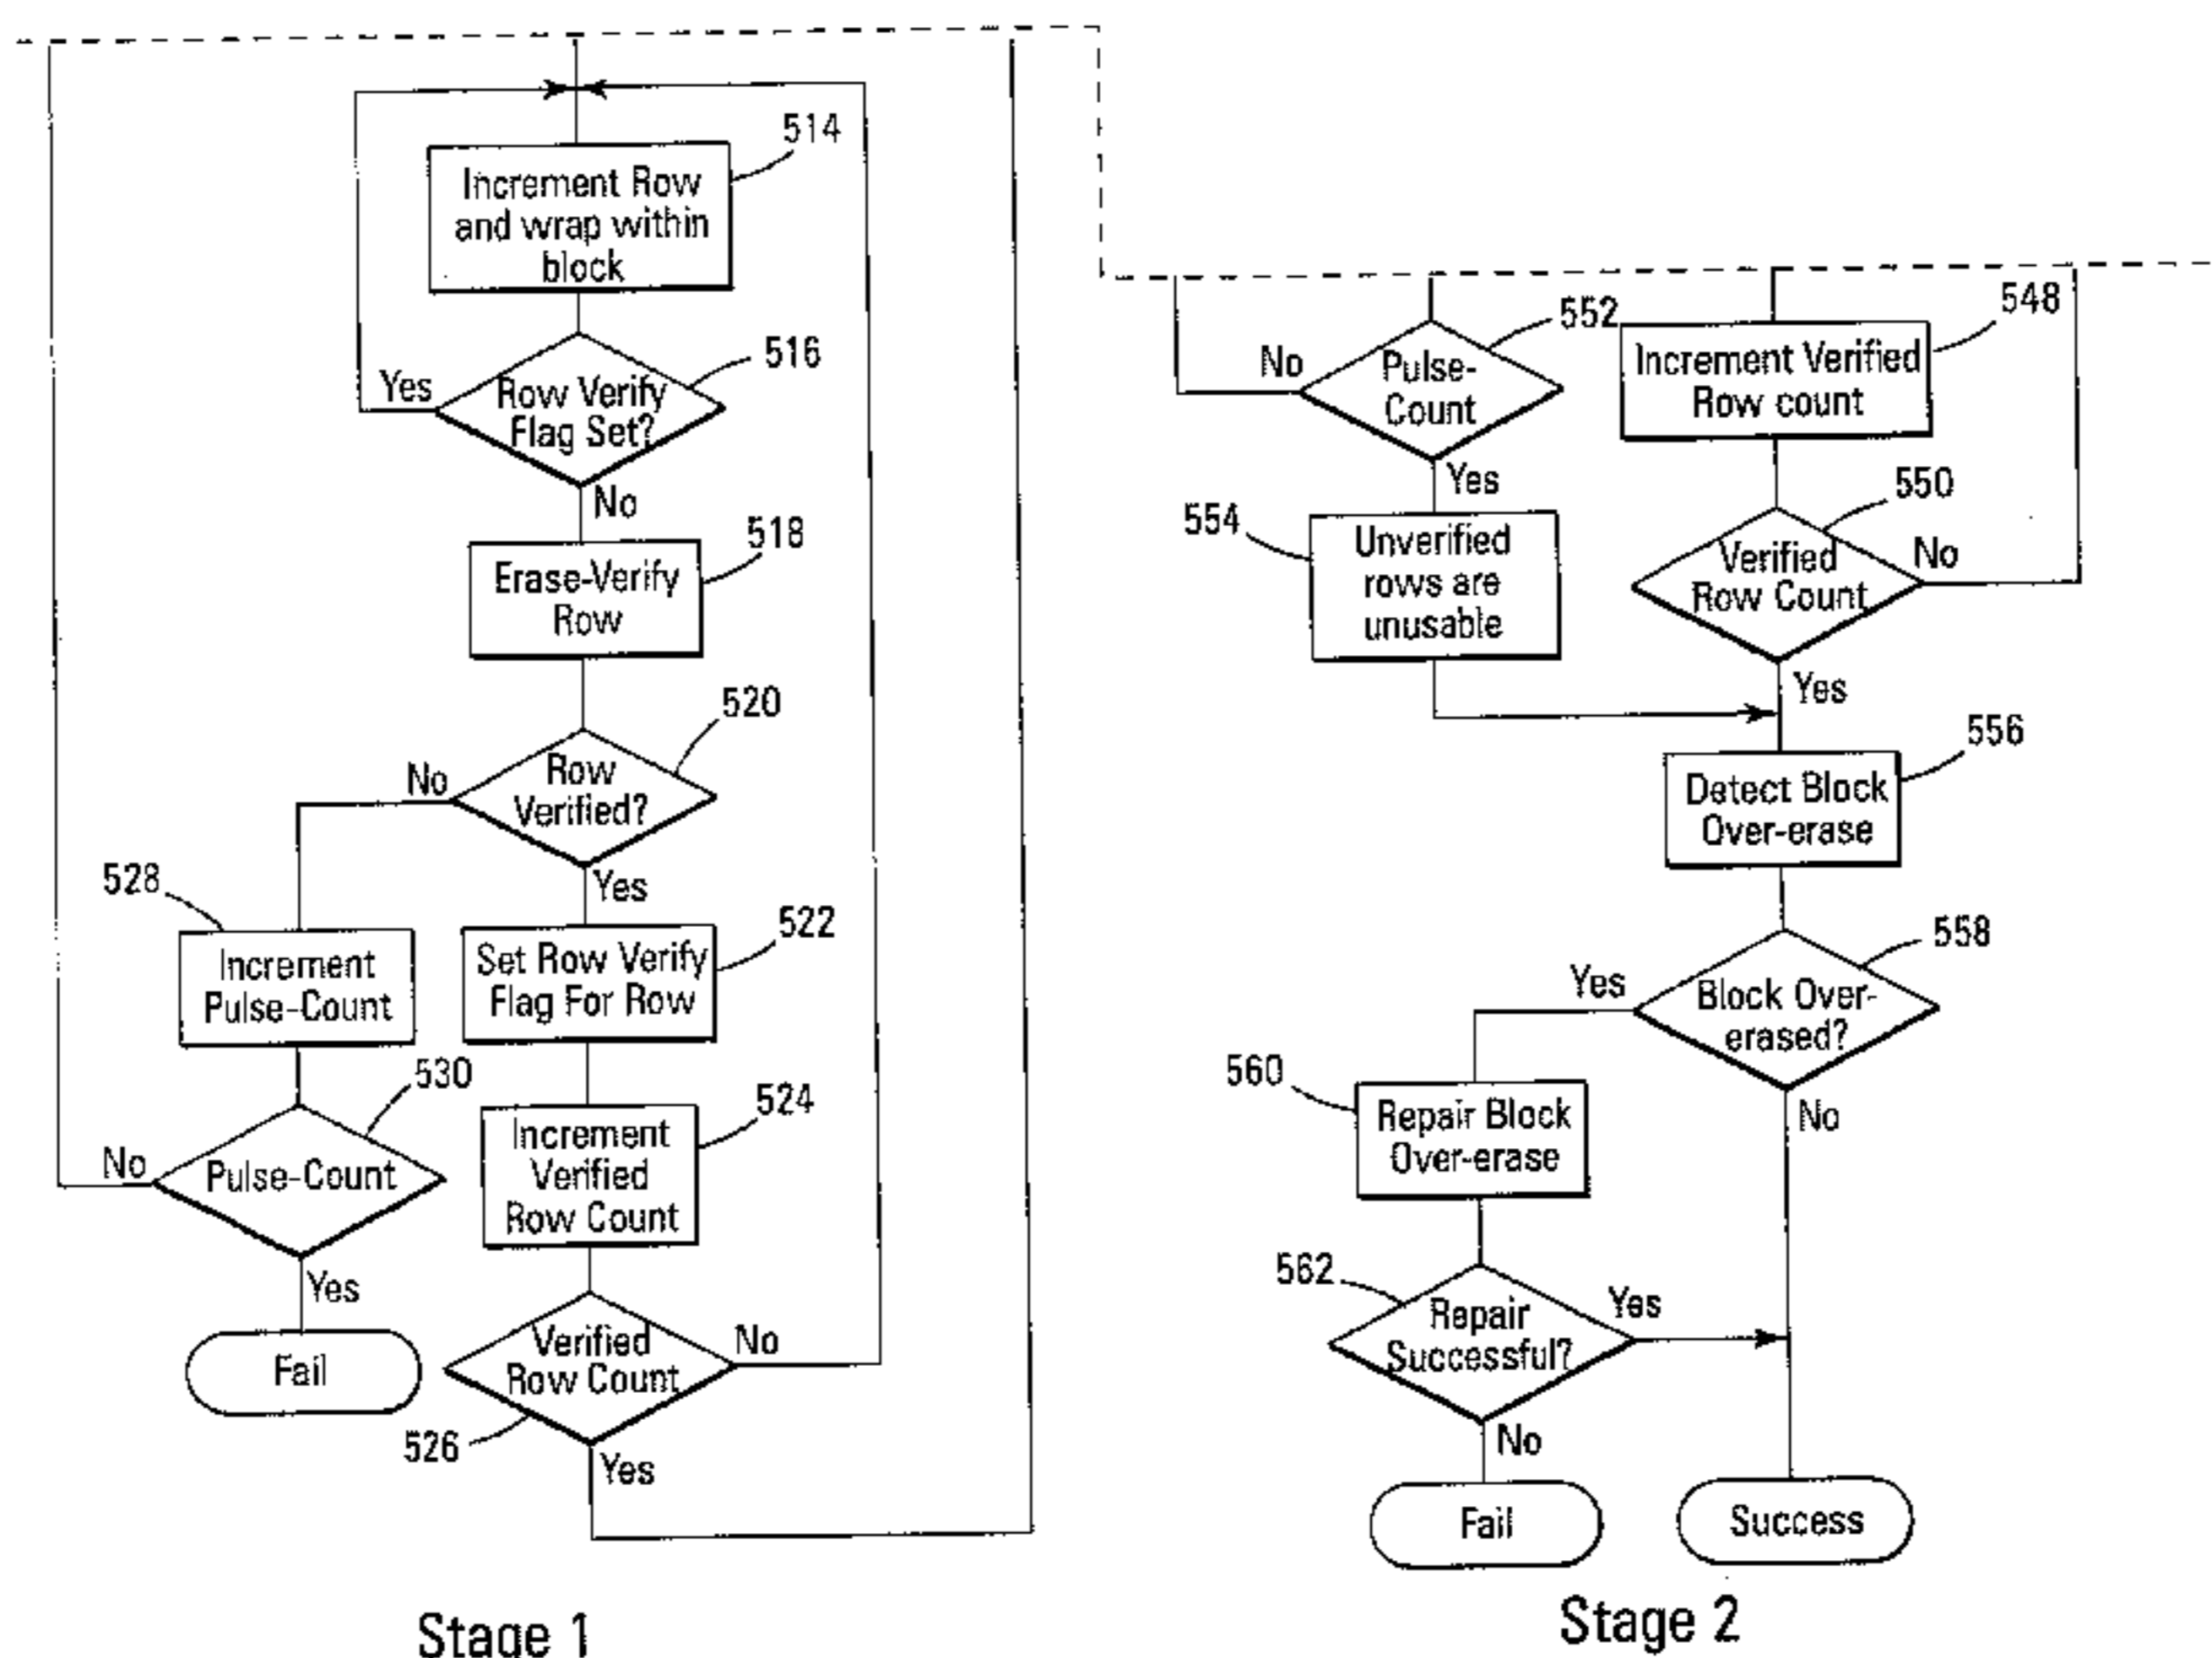 514
Increment Row
and wrap within
block
516
Yes
Row Verify
Flag Set?
No
518
Erase-Verify
Row
520
No
Row
Verified?
Yes
528
Increment
Pulse-Count
522
Set Row Verify
Flag For Row
530
No
Pulse-Count
Yes
Fail
524
Increment
Verified
Row Count
Verified
Row Count
No
526
Yes
Stage 1
552
No
Pulse-
Count
Yes
554
Unverified
rows are
unusable
548
Increment Verified
Row count
550
Verified
Row Count
No
Yes
556
Detect Block
Over-erase
558
Yes
Block Over-
erased?
No
560
Repair Block
Over-erase
562
Repair
Successful?
Yes
No
Fail
Success
Stage 2